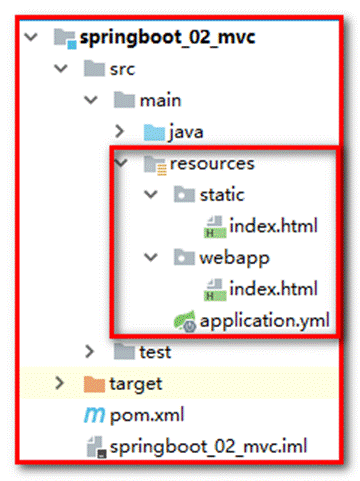 springboot_02_mvc
src
main
java
resources
static
index.html
webapp
index.html
application.yml
test
target
pom.xml
springboot_02_mvc.iml